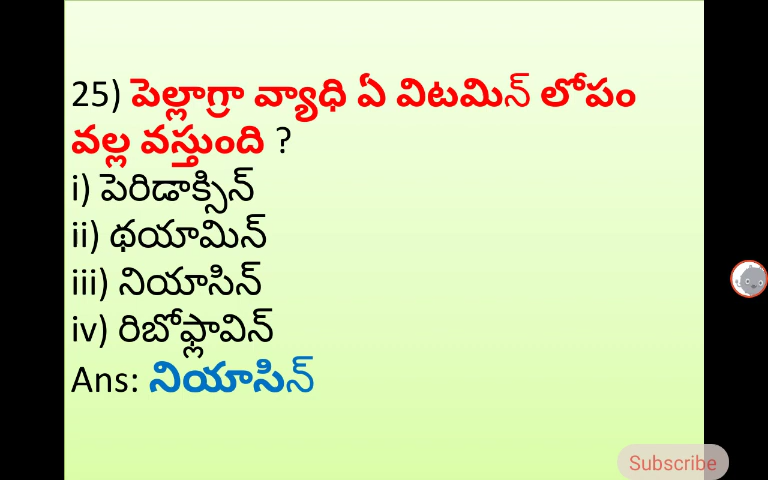 25) పెల్లాగ్రా వ్యాధి ఏ విటమిన్ లోపం
వల్ల వస్తుంది ?
i) పెరిడాక్సిన్
ii) థయామిన్
iii) నియాసిన్
iv) రిబోఫ్లావిన్
Ans: నియాసిన్
Subscribe